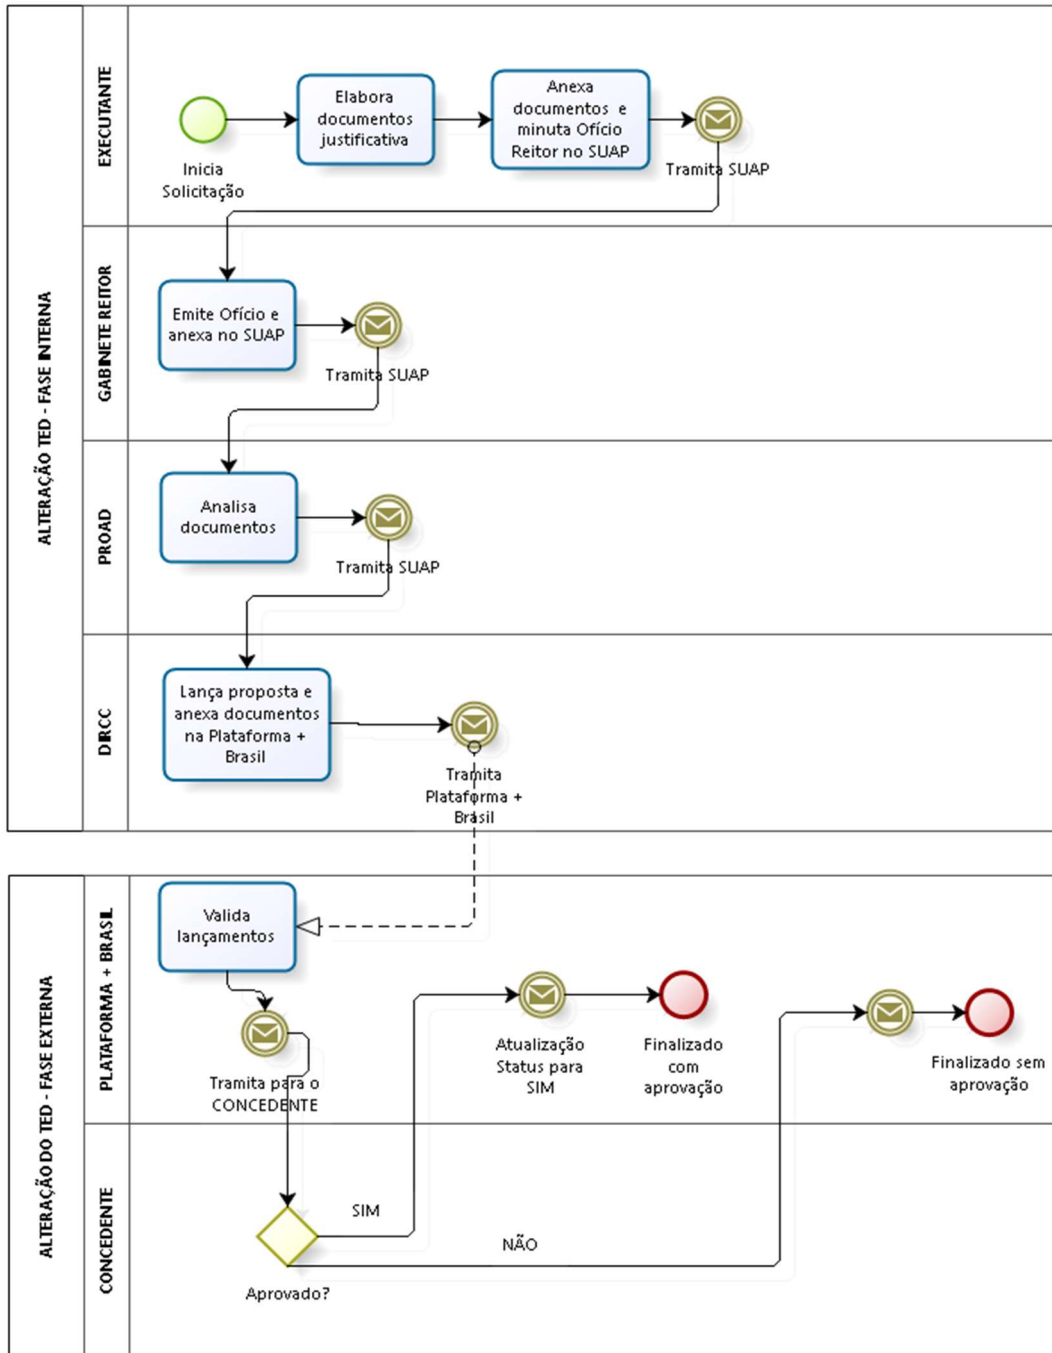 ALTERAÇÃO TED - FASE INTERNA
EXECUTANTE
Inicia
Solicitação
Elabora
documentos
justificativa
Anexa
documentos e
minuta Ofício
Reitor no SUAP
Tramita SUAP
GABINETE REITOR
Emite Ofício e
anexa no SUAP
Tramita SUAP
PROAD
Analisa
documentos
Tramita SUAP
DIRCC
Lança proposta e
anexa documentos
na Plataforma +
Brasil
Tramita
Plataforma +
Brasil
ALTERAÇÃO DO TED - FASE EXTERNA
PLATAFORMA + BRASIL
Valida
lançamentos
Tramita para o
CONCEDENTE
Atualização
Status para
SIM
Finalizado
com
aprovação
Finalizado sem
aprovação
CONCEDENTE
SIM
NÃO
Aprovado?